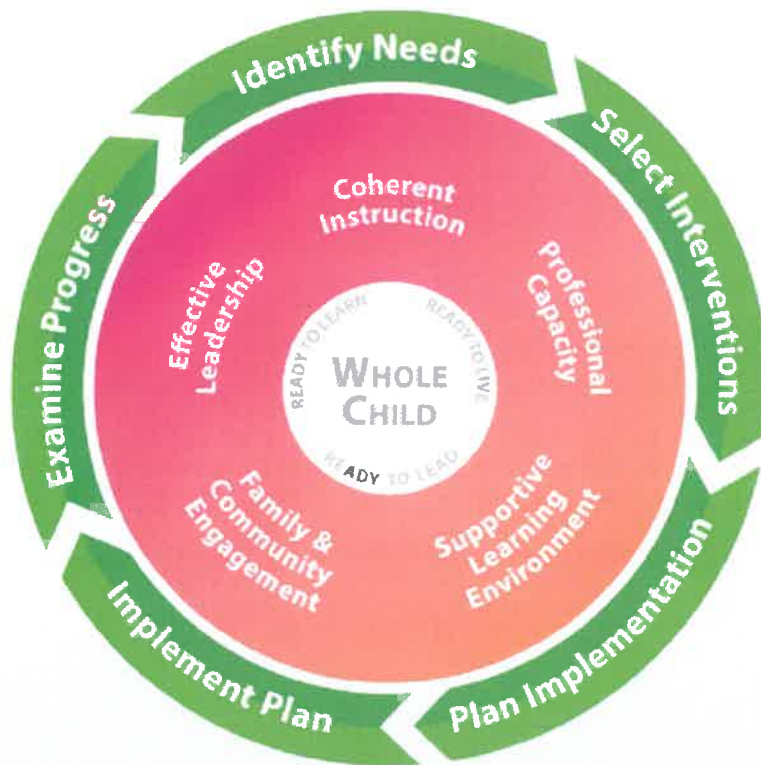 Identify Needs
Select Interventions
Plan Implementation
Implement Plan
Examine Progress
Coherent
Instruction
Professional
Capacity
Supportive
Learning
Environment
Family &
Community
Engagement
Effective
Leadership
READY TO LEARN
READY TO LIVE
READY TO LEAD
WHOLE
CHILD